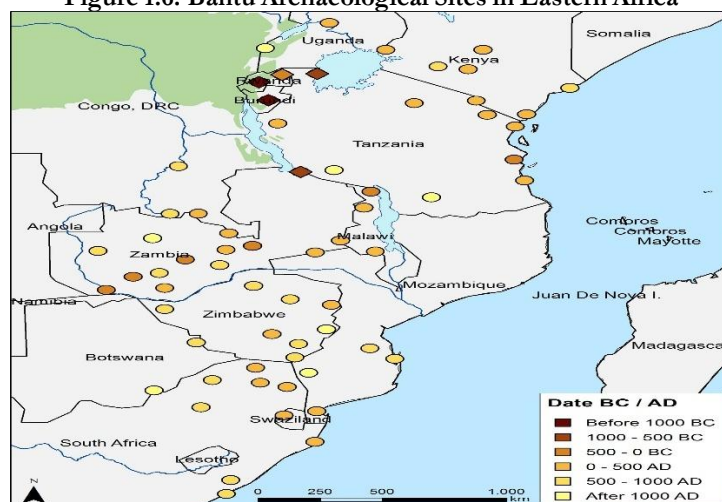 Figure 1.6: Bantu Archaeological Sites in Eastern Africa
Uganda
Somalia
Kenya
Rwanda
Burundi
Congo, DRC
Tanzania
Angola
Comoros
Comoros
Mayotte
Malawi
Zambia
Mozambique
Juan De Nova I.
Namibia
Zimbabwe
Madagasca
Botswana
Swaziland
South Africa
Lesotho
Date BC / AD
Before 1000 BC
1000 - 500 BC
500 - 0 BC
0 - 500 AD
500 - 1000 AD
After 1000 AD
N
0 250 500 1.000
km